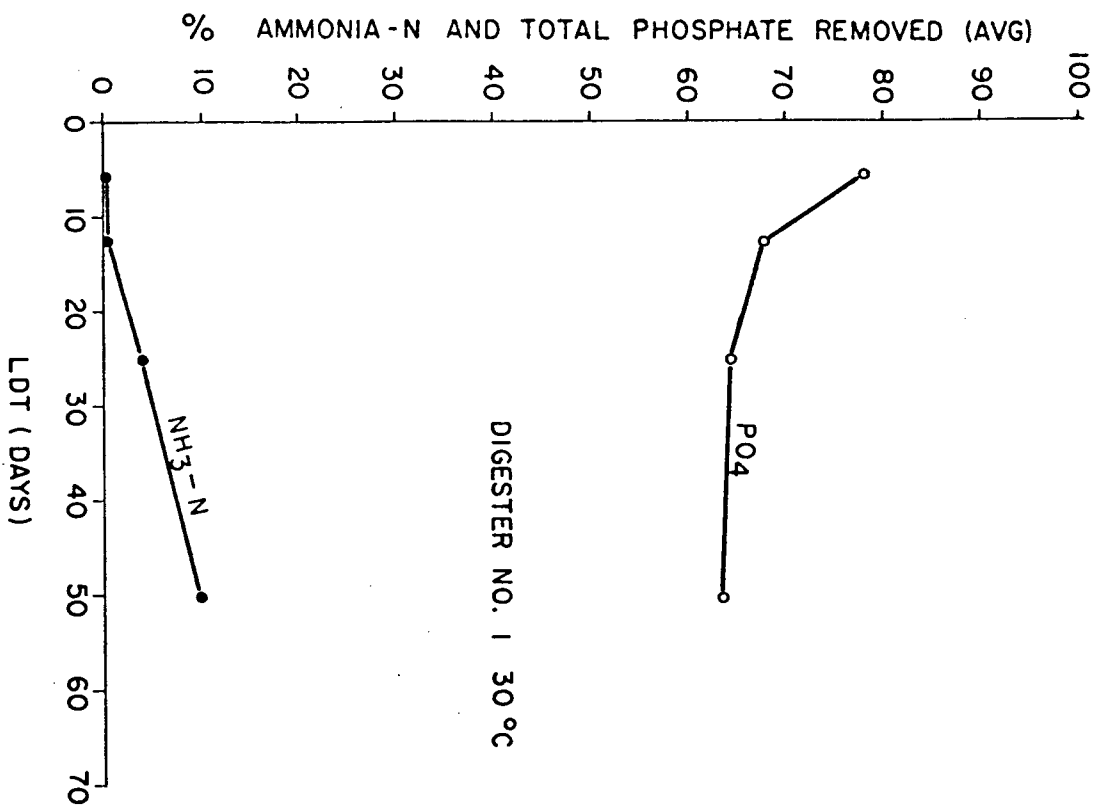 % AMMONIA-N AND TOTAL PHOSPHATE REMOVED (AVG)
0 10 20 30 40 50 60 70 80 90 100
0 10 20 30 40 50 60 70
PO4
NH3-N
DIGESTER NO. 1 30°C
LDT (DAYS)